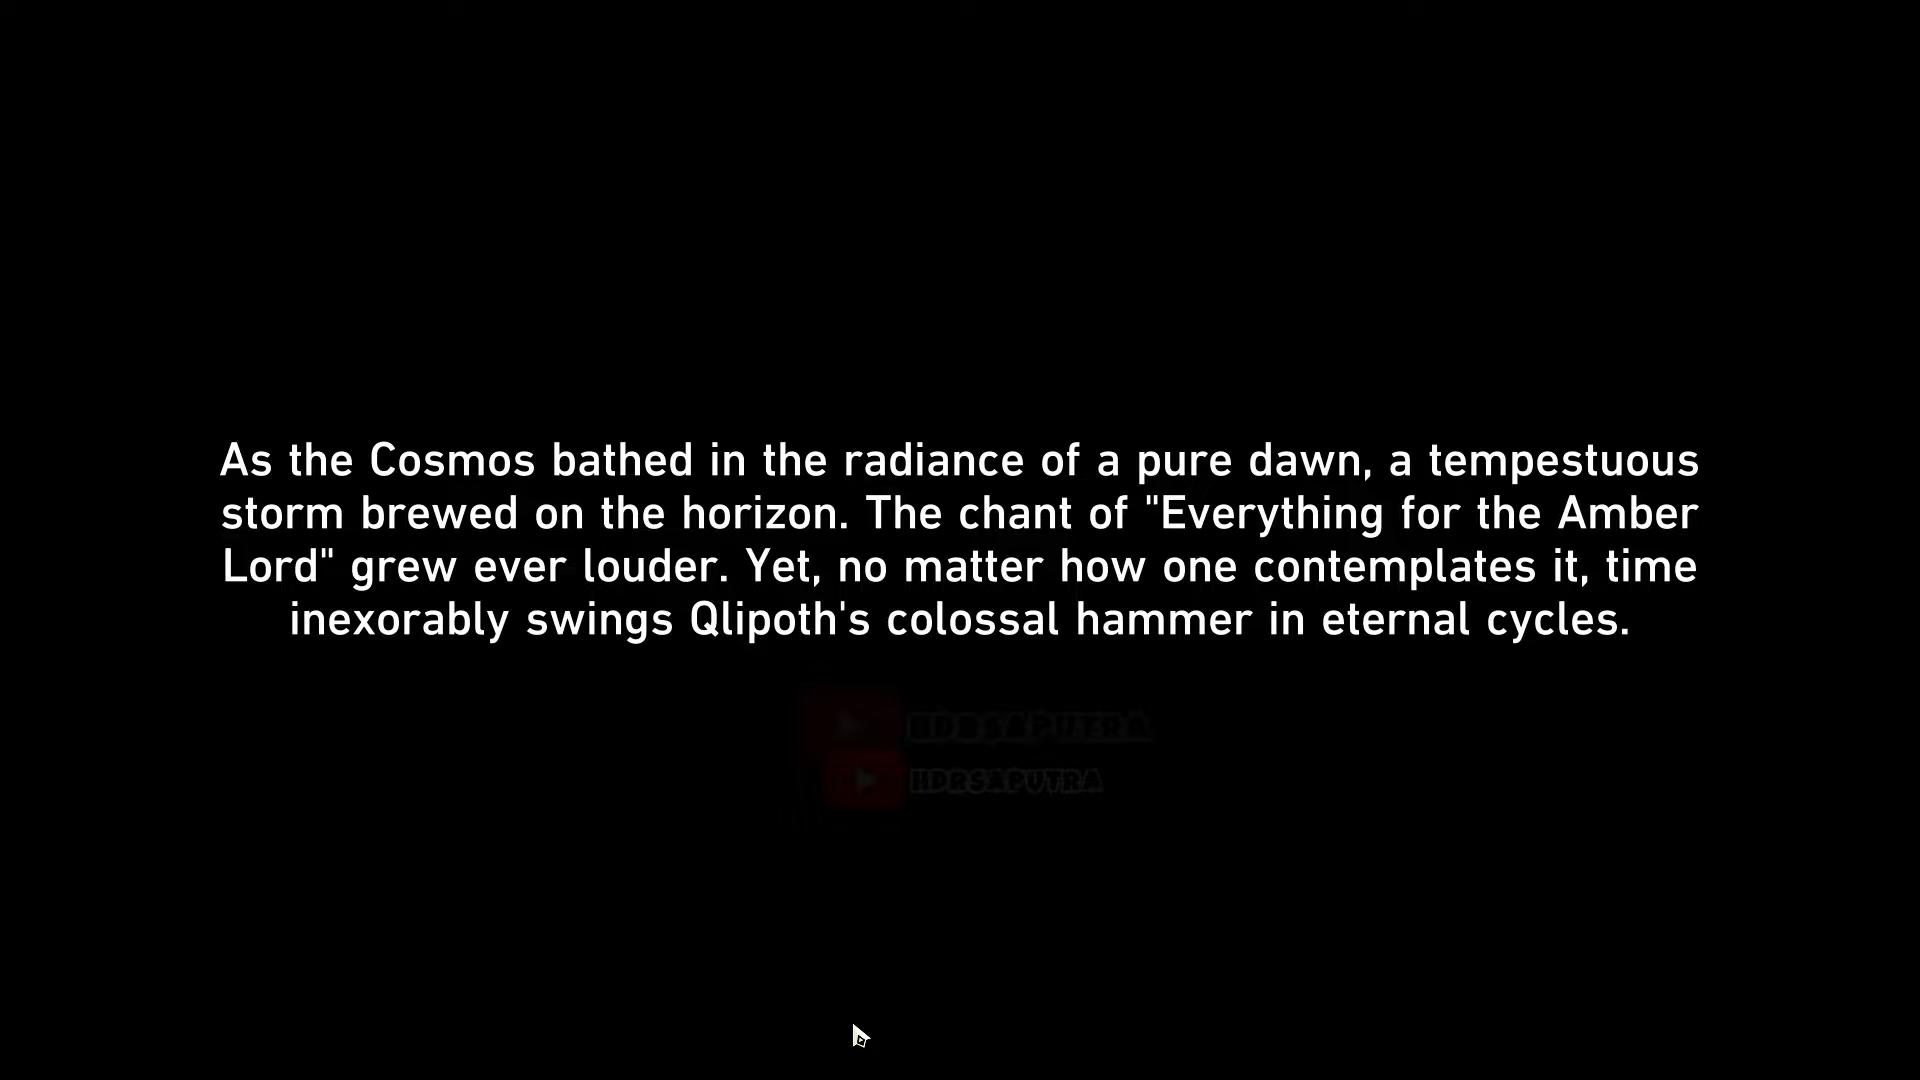 As the Cosmos bathed in the radiance of a pure dawn, a tempestuous
storm brewed on the horizon. The chant of "Everything for the Amber
Lord" grew ever louder. Yet, no matter how one contemplates it, time
inexorably swings Qlipoth's colossal hammer in eternal cycles.
HDRSAPUTRA
HDRSAPUTRA